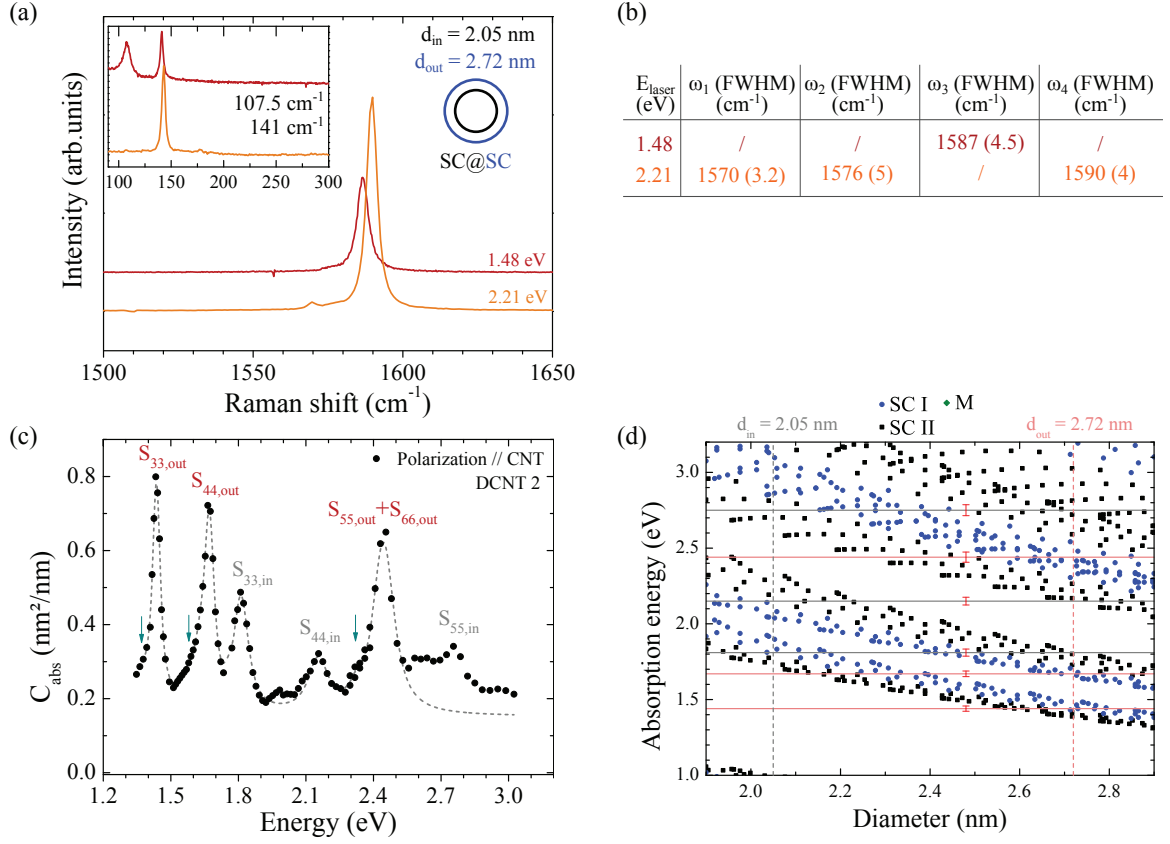 (a)
d_in = 2.05 nm
d_out = 2.72 nm
SC@SC
107.5 cm⁻¹
141 cm⁻¹
100 150 200 250 300
1.48 eV
2.21 eV
Intensity (arb.units)
1500 1550 1600 1650
Raman shift (cm⁻¹)
(b)
E_laser (eV) ω₁ (FWHM) (cm⁻¹) ω₂ (FWHM) (cm⁻¹) ω₃ (FWHM) (cm⁻¹) ω₄ (FWHM) (cm⁻¹)
1.48 / / 1587 (4.5) /
2.21 1570 (3.2) 1576 (5) / 1590 (4)
(c)
S_33,out
S_44,out
S_33,in
S_44,in
S_55,out+S_66,out
S_55,in
Polarization // CNT
DCNT 2
C_abs (nm²/nm)
0.8
0.6
0.4
0.2
0.0
1.2 1.5 1.8 2.1 2.4 2.7 3.0
Energy (eV)
(d)
SC I M
SC II
d_in = 2.05 nm
d_out = 2.72 nm
Absorption energy (eV)
3.0
2.5
2.0
1.5
1.0
2.0 2.2 2.4 2.6 2.8
Diameter (nm)